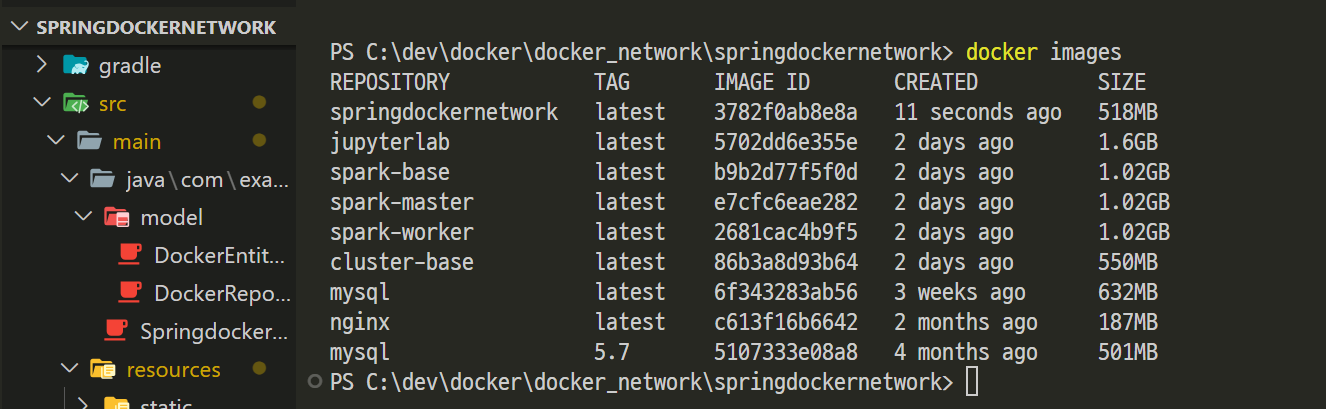 SPRINGDOCKERNETWORK
gradle
src
main
java\com\exa...
model
DockerEntit...
DockerRepo...
Springdocker...
resources
static
PS C:\dev\docker\docker_network\springdockernetwork> docker images
REPOSITORY TAG IMAGE ID CREATED SIZE
springdockernetwork latest 3782f0ab8e8a 11 seconds ago 518MB
jupyterlab latest 5702dd6e355e 2 days ago 1.6GB
spark-base latest b9b2d77f5f0d 2 days ago 1.02GB
spark-master latest e7cfc6eae282 2 days ago 1.02GB
spark-worker latest 2681cac4b9f5 2 days ago 1.02GB
cluster-base latest 86b3a8d93b64 2 days ago 550MB
mysql latest 6f343283ab56 3 weeks ago 632MB
nginx latest c613f16b6642 2 months ago 187MB
mysql 5.7 5107333e08a8 4 months ago 501MB
PS C:\dev\docker\docker_network\springdockernetwork>